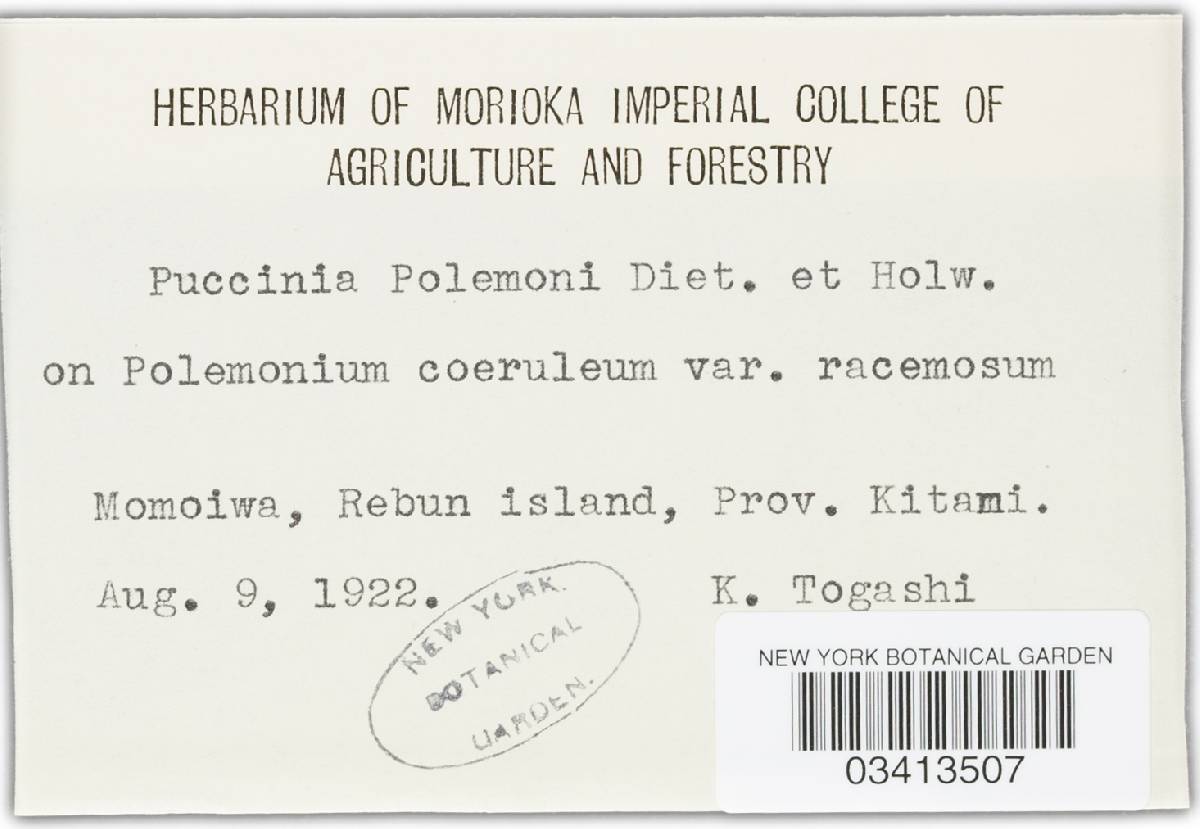 HERBARIUM OF MORIOKA IMPERIAL COLLEGE OF
AGRICULTURE AND FORESTRY
Puccinia Polemoni Diet. et Holw.
on Polemonium coeruleum var. racemosum
Momoiwa, Rebun island, Prov. Kitami.
Aug. 9, 1922. K. Togashi
NEW YORK
BOTANICAL
GARDEN.
NEW YORK BOTANICAL GARDEN
03413507